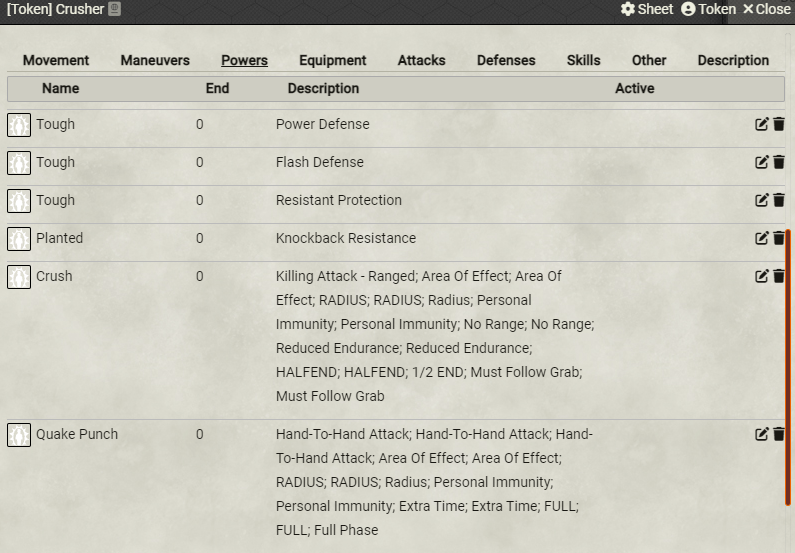 [Token] Crusher Sheet Token Close
Movement Maneuvers Powers Equipment Attacks Defenses Skills Other Description
Name End Description Active
Tough 0 Power Defense
Tough 0 Flash Defense
Tough 0 Resistant Protection
Planted 0 Knockback Resistance
Crush 0 Killing Attack - Ranged; Area Of Effect; Area Of
Effect; RADIUS; RADIUS; Radius; Personal
Immunity; Personal Immunity; No Range; No Range;
Reduced Endurance; Reduced Endurance;
HALFEND; HALFEND; 1/2 END; Must Follow Grab;
Must Follow Grab
Quake Punch 0 Hand-To-Hand Attack; Hand-To-Hand Attack; Hand-
To-Hand Attack; Area Of Effect; Area Of Effect;
RADIUS; RADIUS; Radius; Personal Immunity;
Personal Immunity; Extra Time; Extra Time; FULL;
FULL; Full Phase